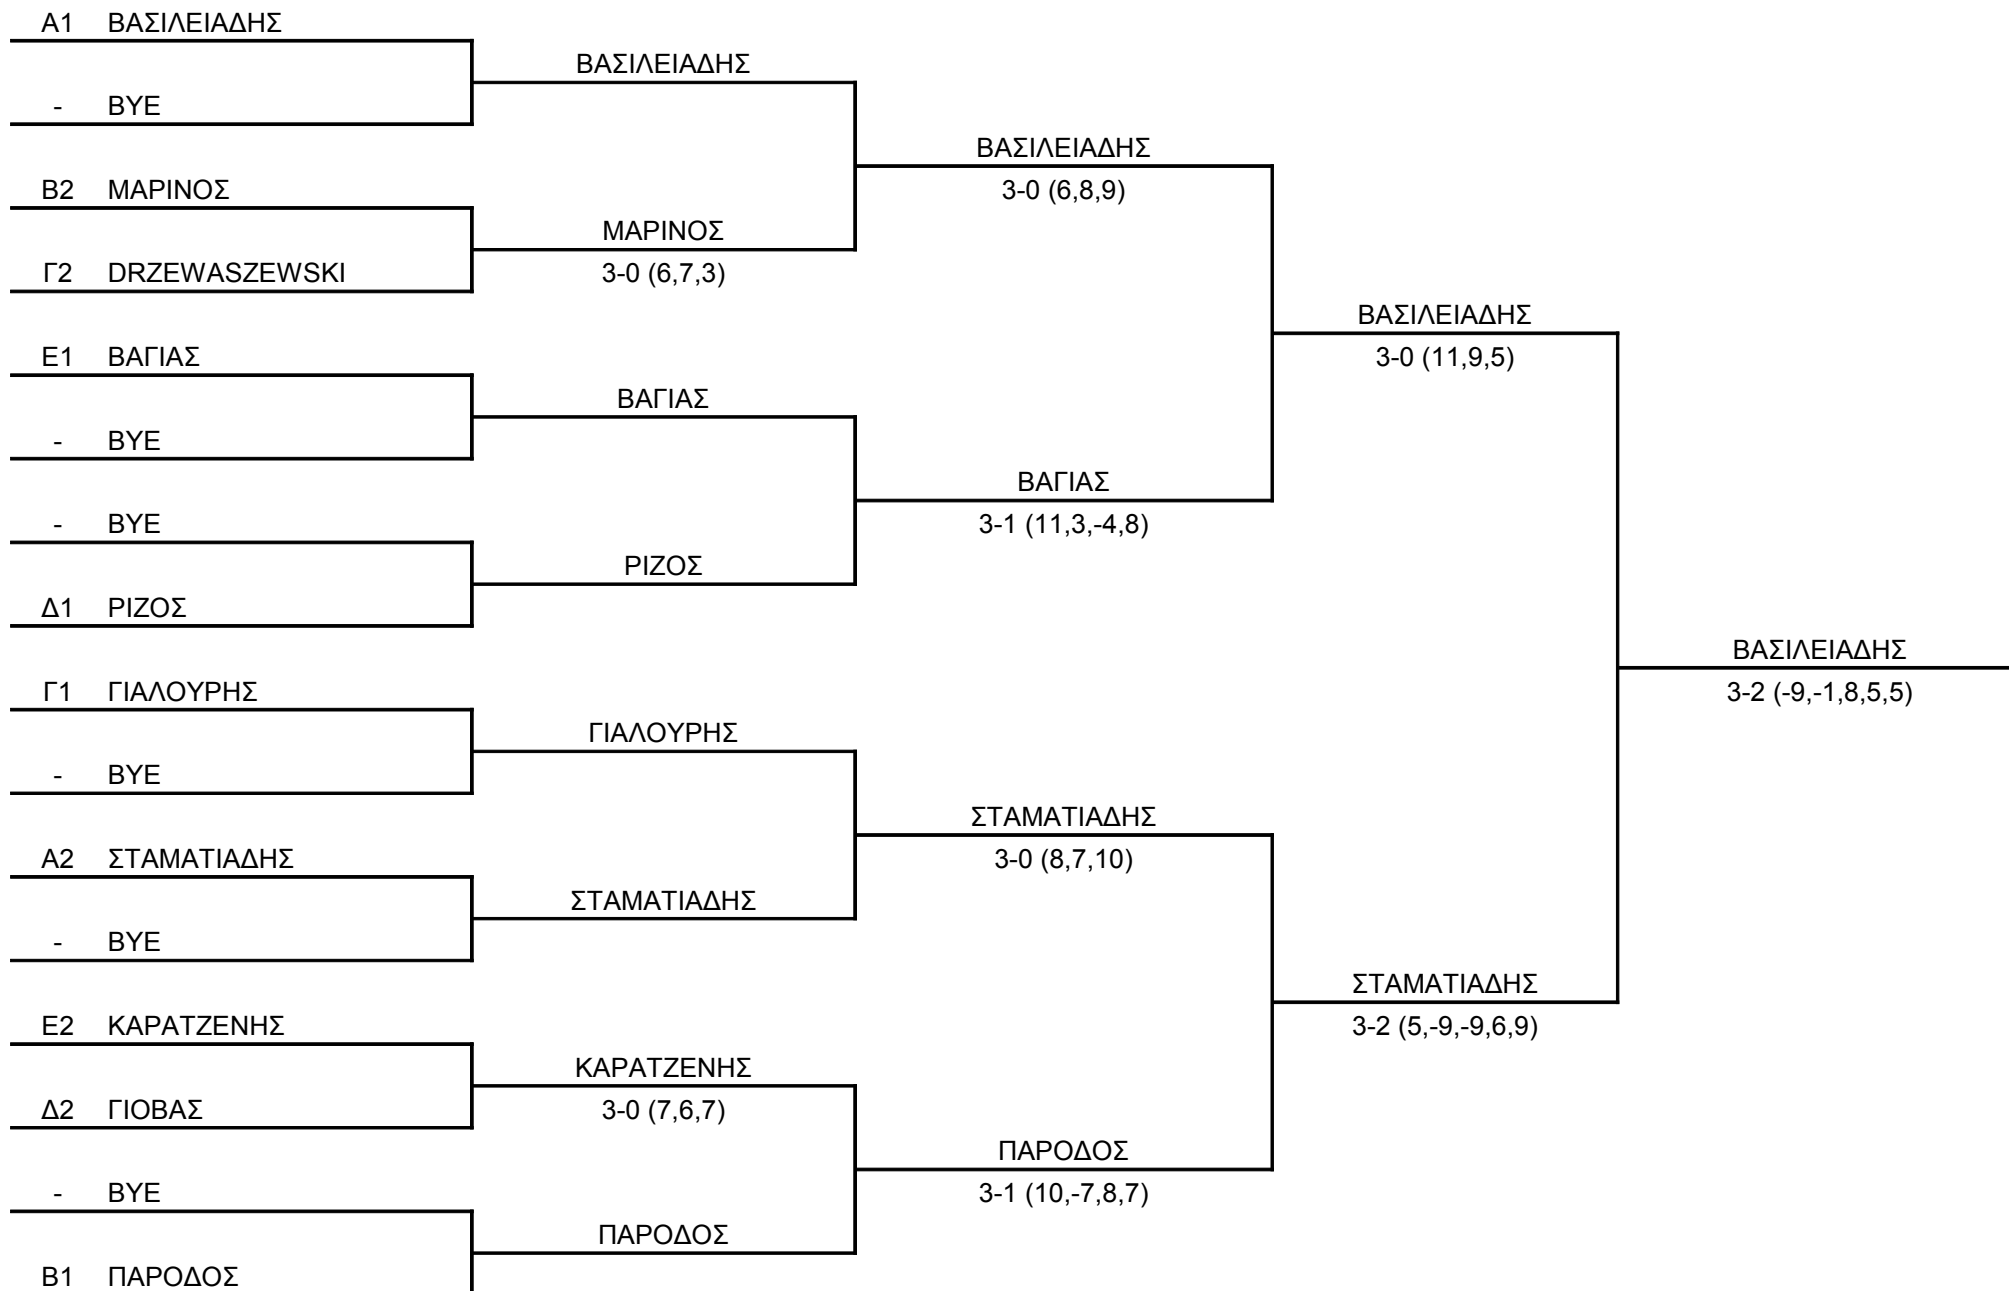 Α1 ΒΑΣΙΛΕΙΑΔΗΣ
ΒΑΣΙΛΕΙΑΔΗΣ
- BYE
ΒΑΣΙΛΕΙΑΔΗΣ
3-0 (6,8,9)
Β2 ΜΑΡΙΝΟΣ
ΜΑΡΙΝΟΣ
3-0 (6,7,3)
Γ2 DRZEWASZEWSKI
ΒΑΣΙΛΕΙΑΔΗΣ
3-0 (11,9,5)
Ε1 ΒΑΓΙΑΣ
ΒΑΓΙΑΣ
- BYE
ΒΑΓΙΑΣ
3-1 (11,3,-4,8)
- BYE
ΡΙΖΟΣ
Δ1 ΡΙΖΟΣ
ΒΑΣΙΛΕΙΑΔΗΣ
3-2 (-9,-1,8,5,5)
Γ1 ΓΙΑΛΟΥΡΗΣ
ΓΙΑΛΟΥΡΗΣ
- BYE
ΣΤΑΜΑΤΙΑΔΗΣ
3-0 (8,7,10)
Α2 ΣΤΑΜΑΤΙΑΔΗΣ
ΣΤΑΜΑΤΙΑΔΗΣ
- BYE
ΣΤΑΜΑΤΙΑΔΗΣ
3-2 (5,-9,-9,6,9)
Ε2 ΚΑΡΑΤΖΕΝΗΣ
ΚΑΡΑΤΖΕΝΗΣ
3-0 (7,6,7)
Δ2 ΓΙΟΒΑΣ
ΠΑΡΟΔΟΣ
3-1 (10,-7,8,7)
- BYE
ΠΑΡΟΔΟΣ
Β1 ΠΑΡΟΔΟΣ